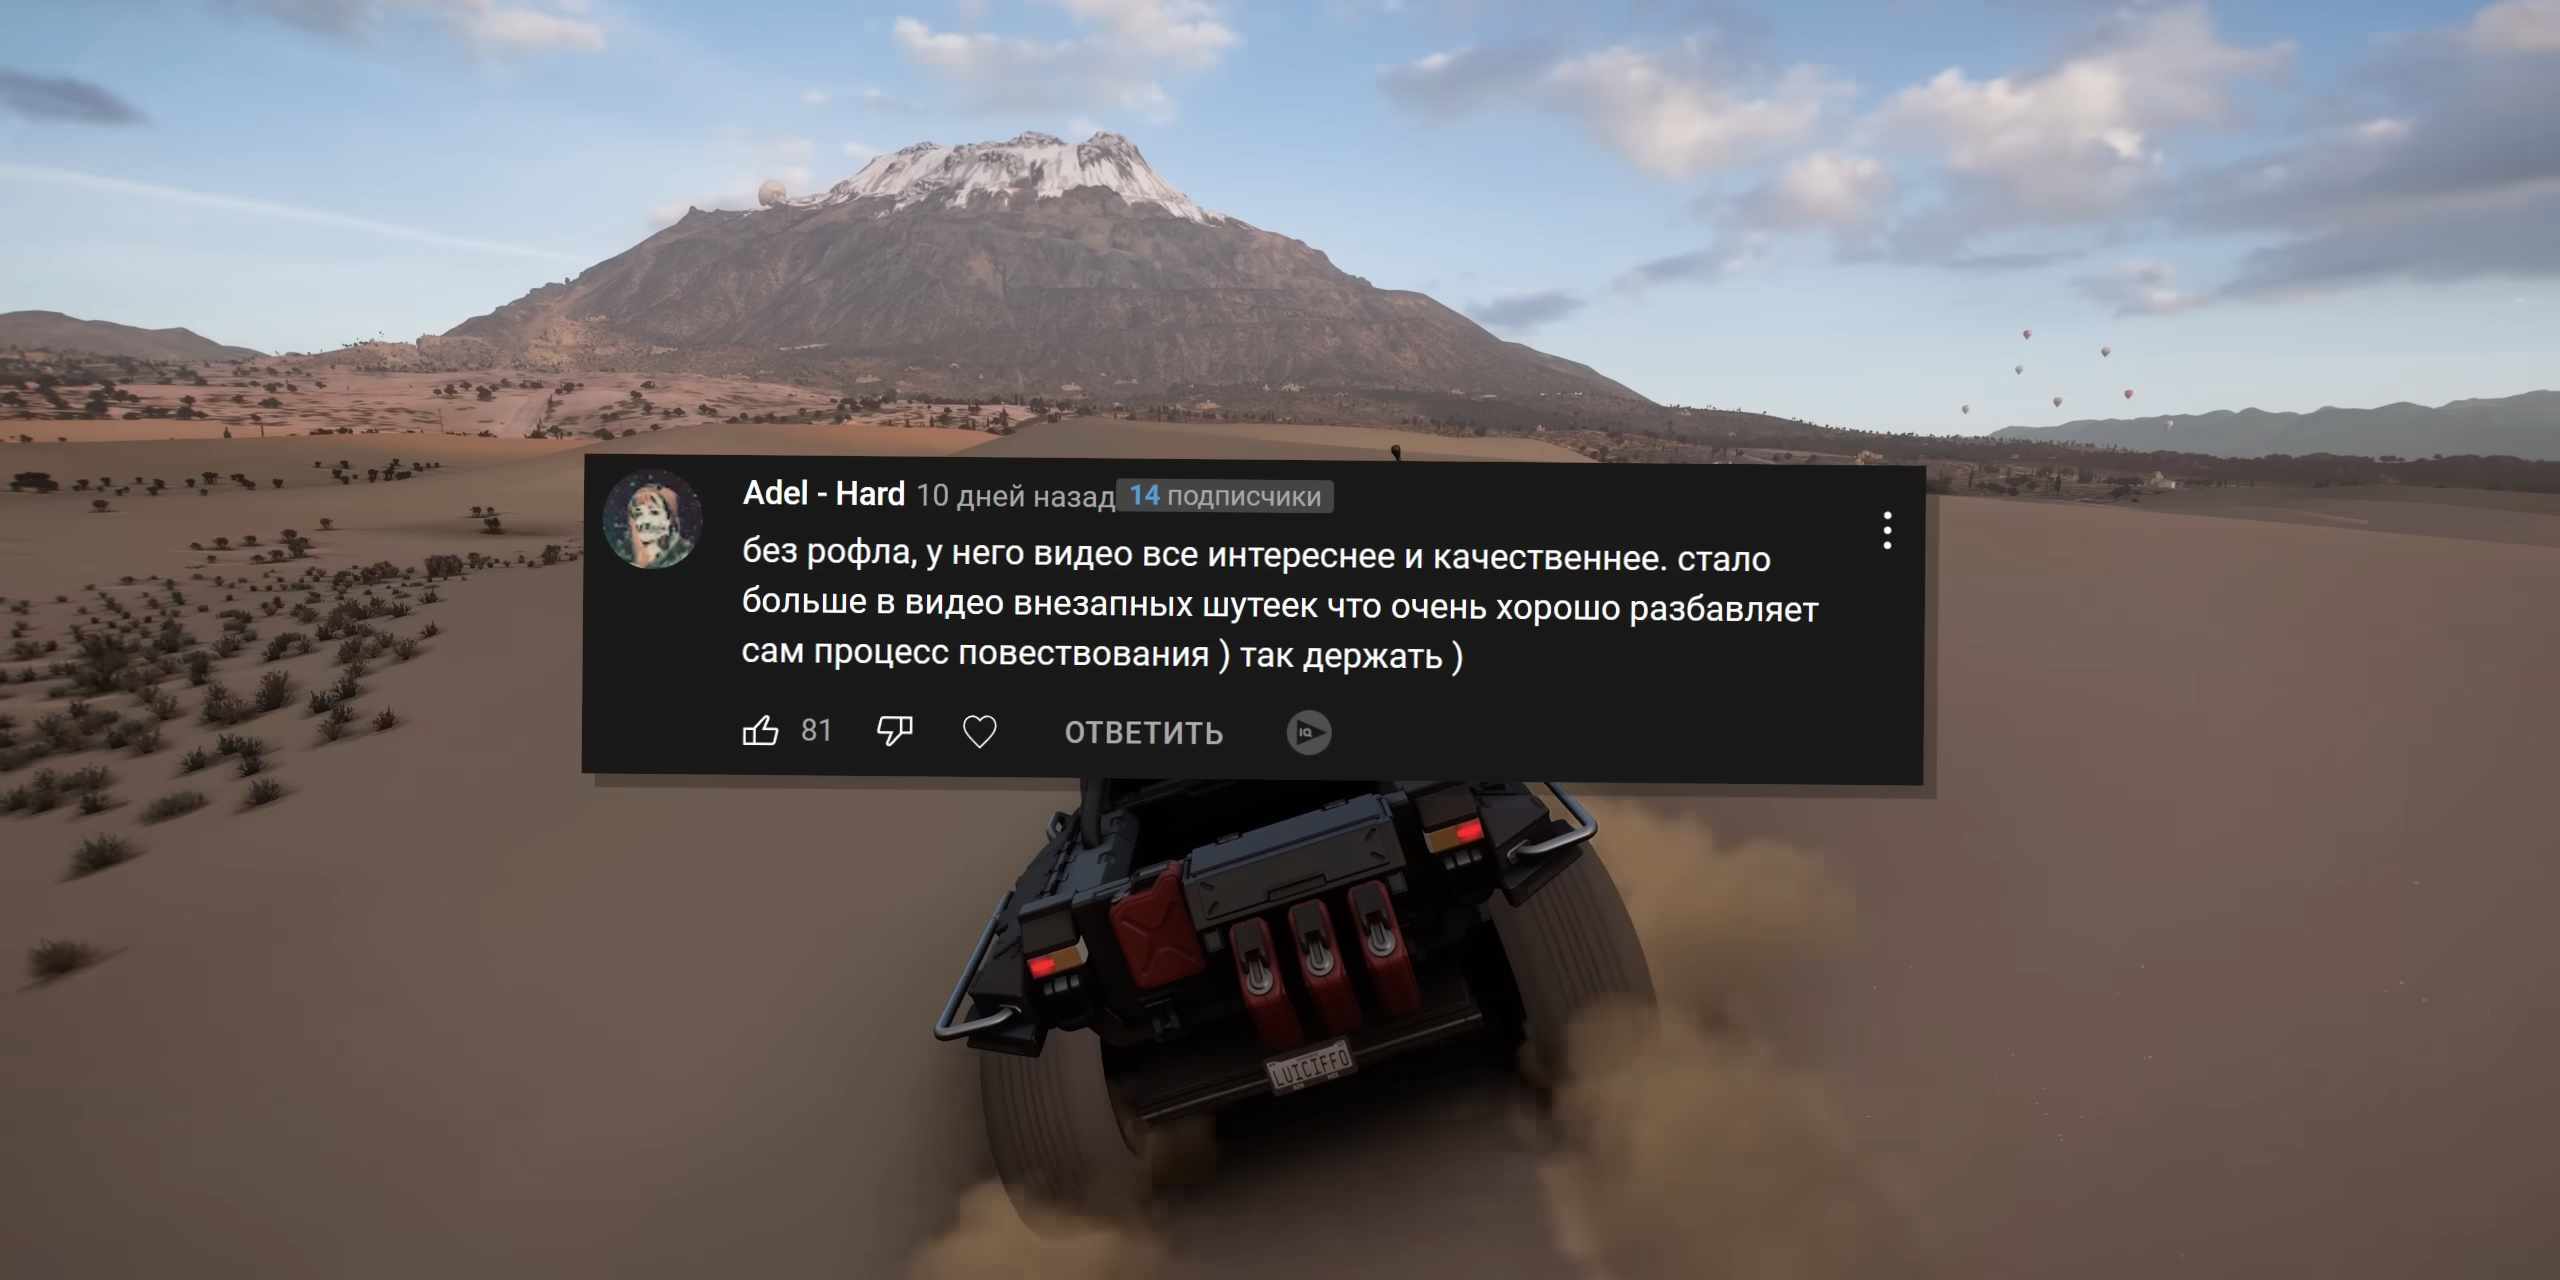 Adel - Hard 10 дней назад 14 подписчики
без рофла, у него видео все интереснее и качественнее. стало
больше в видео внезапных шутеек что очень хорошо разбавляет
сам процесс повествования ) так держать )
81 ОТВЕТИТЬ IQ
LUICIFFO